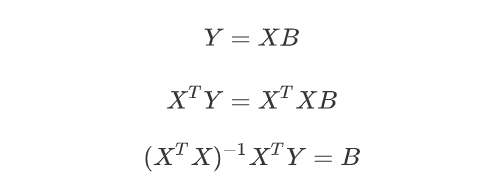 Y = XB
X^T Y = X^T XB
(X^T X)^{-1} X^T Y = B